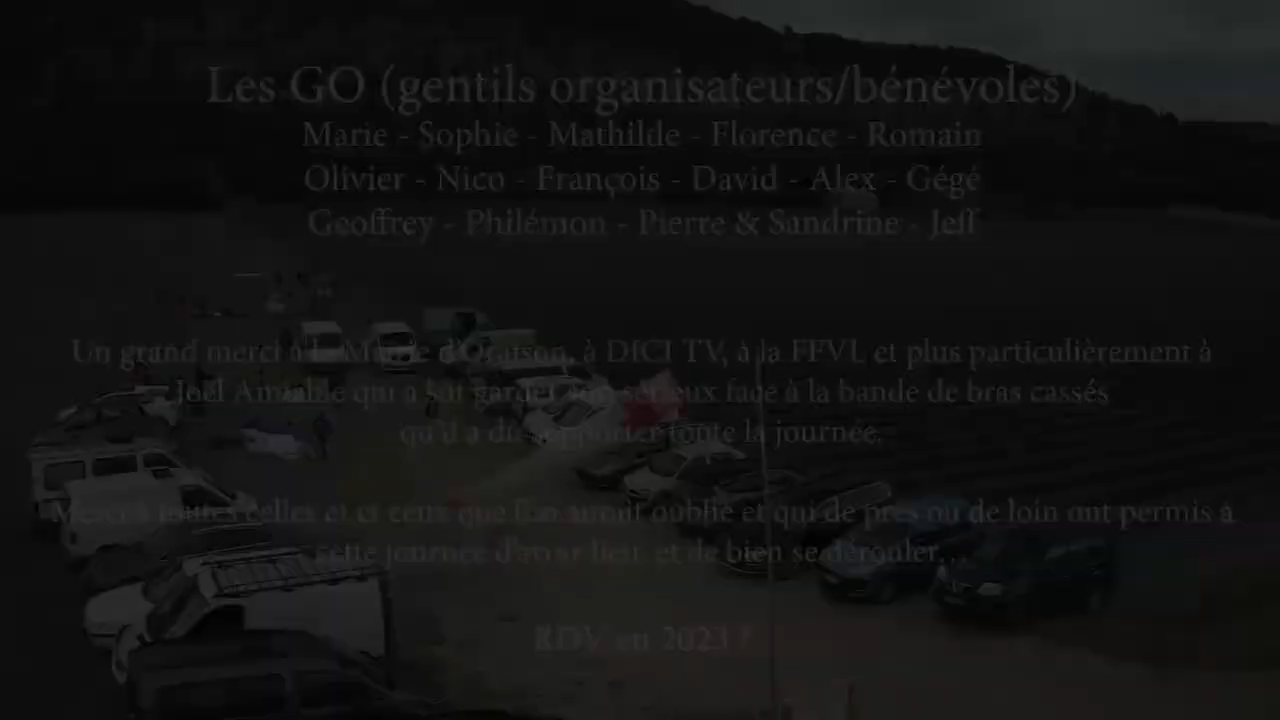 Les GO (gentils organisateurs/bénévoles)
Marie - Sophie - Mathilde - Florence - Romain
Olivier - Nico - François - David - Alex - Gégé
Geoffrey - Philémon - Pierre & Sandrine - Jeff
Un grand merci à la Mairie d'Oraison, à DICI TV, à la FFVL et plus particulièrement à
Joël Amiable qui a su garder son sérieux face à la bande de bras cassés
qu'il a dû supporter toute la journée.
Merci à toutes celles et et ceux que l'on aurait oublié et qui de près ou de loin ont permis à
cette journée d'avoir lieu et de bien se dérouler...
RDV en 2023 ?